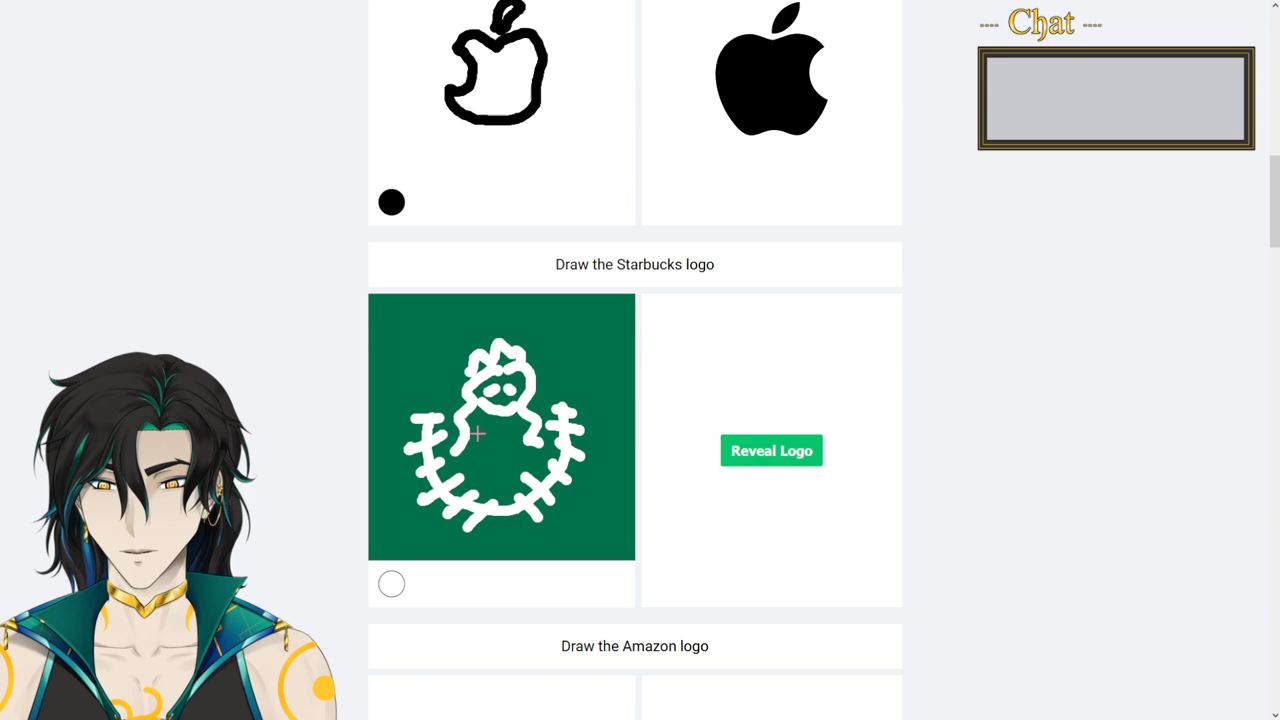 ---- Chat ----
Draw the Starbucks logo
Reveal Logo
Draw the Amazon logo